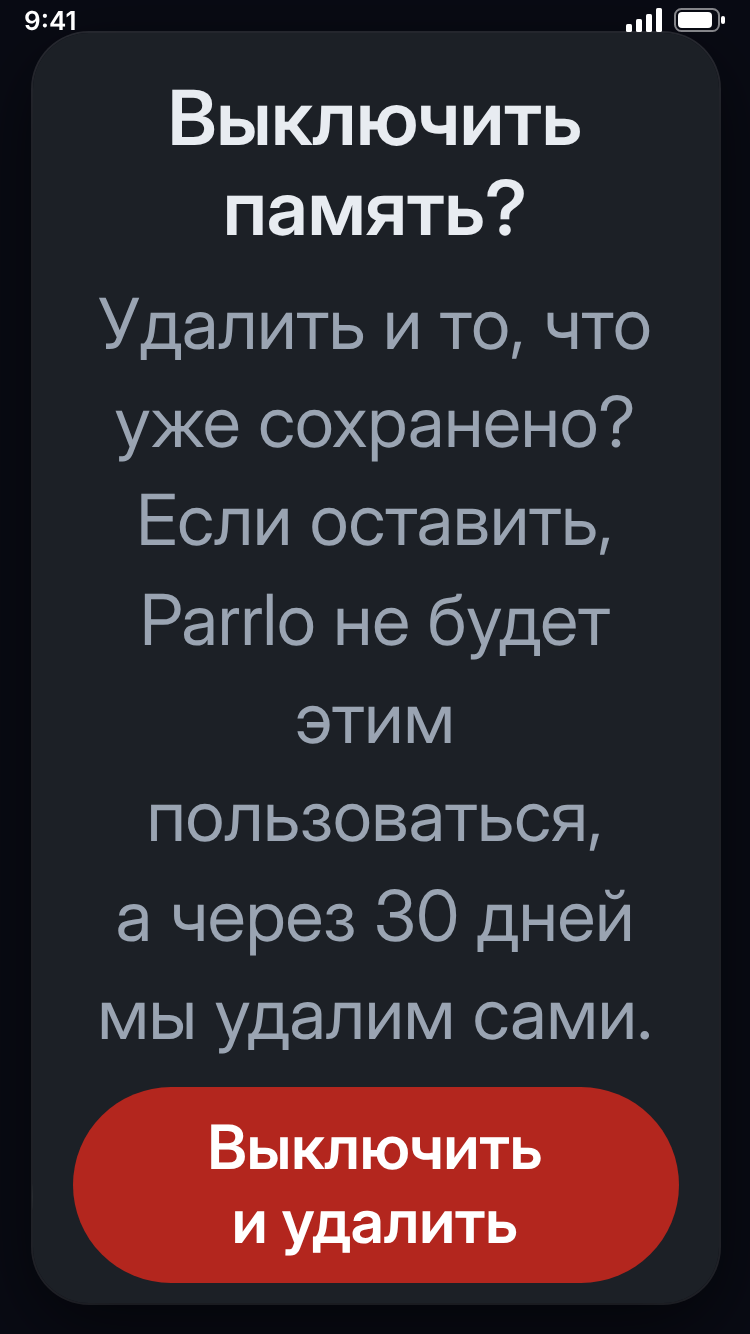 9:41
Выключить
память?
Удалить и то, что
уже сохранено?
Если оставить,
Parrlo не будет
этим
пользоваться,
а через 30 дней
мы удалим сами.
Выключить
и удалить